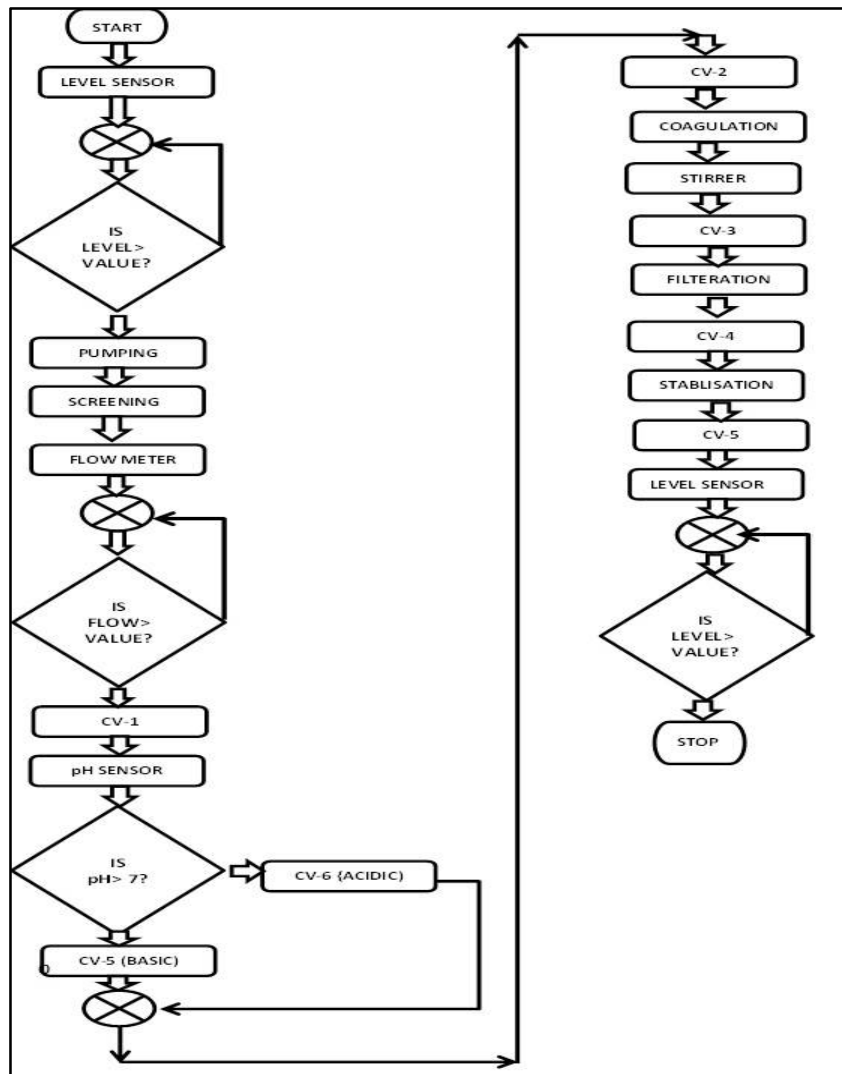 START
LEVEL SENSOR
IS
LEVEL>
VALUE?
PUMPING
SCREENING
FLOW METER
IS
FLOW>
VALUE?
CV-1
pH SENSOR
IS
pH> 7?
CV-6 {ACIDIC)
CV-5 (BASIC)
0
CV-2
COAGULATION
STIRRER
CV-3
FILTERATION
CV-4
STABLISATION
CV-5
LEVEL SENSOR
IS
LEVEL>
VALUE?
STOP